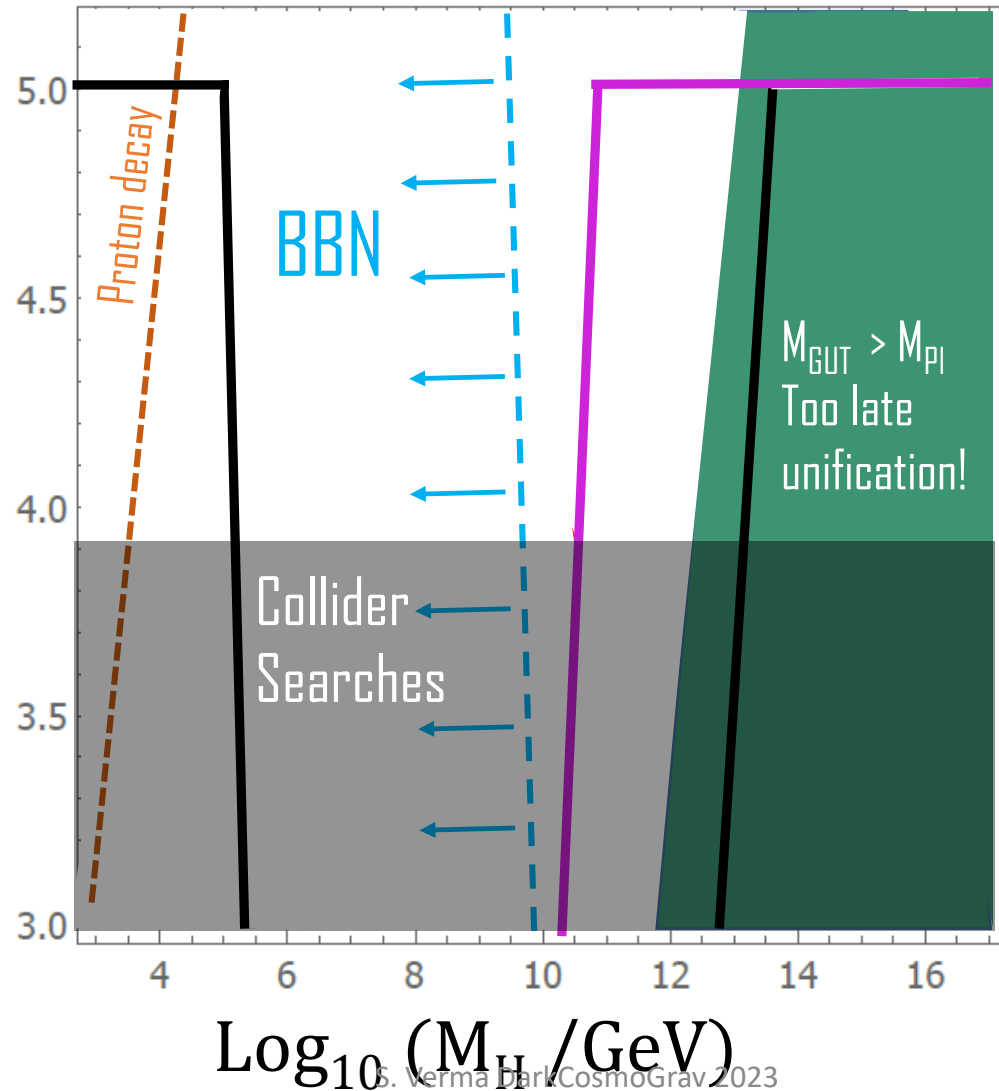 5.0
4.5
4.0
3.5
3.0
Proton decay
BBN
M_GUT > M_Pl
Too late
unification!
Collider
Searches
4 6 8 10 12 14 16
Log₁₀ (M_H/GeV)
S. Verma DarkCosmoGrav 2023